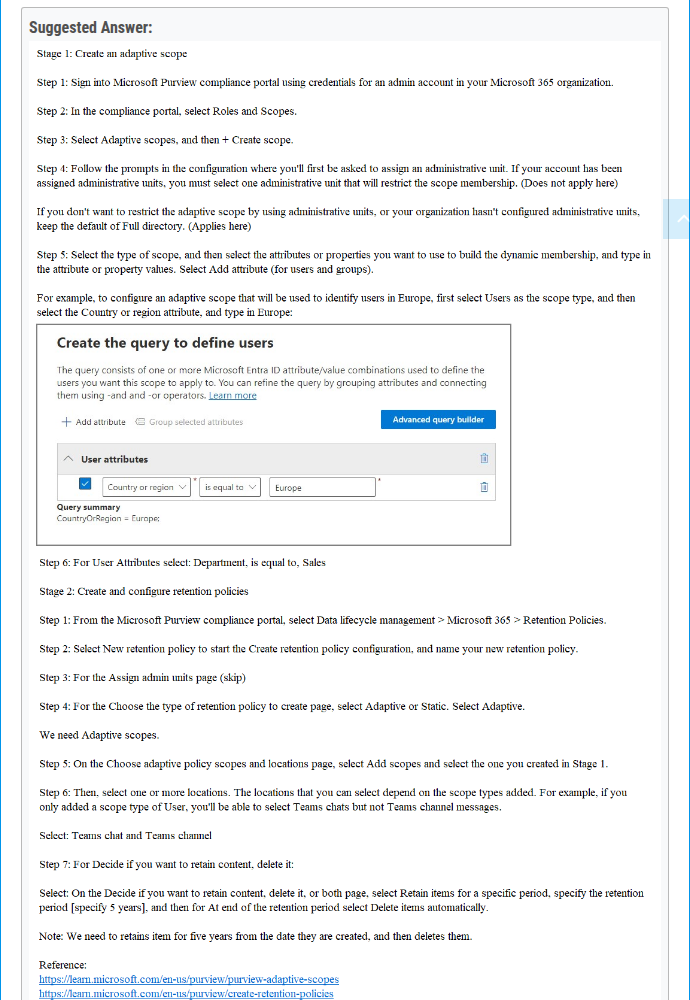 Suggested Answer:
Stage 1: Create an adaptive scope
Step 1: Sign into Microsoft Purview compliance portal using credentials for an admin account in your Microsoft 365 organization.
Step 2: In the compliance portal, select Roles and Scopes.
Step 3: Select Adaptive scopes, and then + Create scope.
Step 4: Follow the prompts in the configuration where you'll first be asked to assign an administrative unit. If your account has been
assigned administrative units, you must select one administrative unit that will restrict the scope membership. (Does not apply here)
If you don't want to restrict the adaptive scope by using administrative units, or your organization hasn't configured administrative units,
keep the default of Full directory. (Applies here)
Step 5: Select the type of scope, and then select the attributes or properties you want to use to build the dynamic membership, and type in
the attribute or property values. Select Add attribute (for users and groups).
For example, to configure an adaptive scope that will be used to identify users in Europe, first select Users as the scope type, and then
select the Country or region attribute, and type in Europe:
Create the query to define users
The query consists of one or more Microsoft Entra ID attribute/value combinations used to define the
users you want this scope to apply to. You can refine the query by grouping attributes and connecting
them using -and and -or operators. Learn more
+ Add attribute Group selected attributes Advanced query builder
User attributes
Country or region * is equal to Europe *
Query summary
CountryOrRegion = Europe;
Step 6: For User Attributes select: Department, is equal to, Sales
Stage 2: Create and configure retention policies
Step 1: From the Microsoft Purview compliance portal, select Data lifecycle management > Microsoft 365 > Retention Policies.
Step 2: Select New retention policy to start the Create retention policy configuration, and name your new retention policy.
Step 3: For the Assign admin units page (skip)
Step 4: For the Choose the type of retention policy to create page, select Adaptive or Static. Select Adaptive.
We need Adaptive scopes.
Step 5: On the Choose adaptive policy scopes and locations page, select Add scopes and select the one you created in Stage 1.
Step 6: Then, select one or more locations. The locations that you can select depend on the scope types added. For example, if you
only added a scope type of User, you'll be able to select Teams chats but not Teams channel messages.
Select: Teams chat and Teams channel
Step 7: For Decide if you want to retain content, delete it:
Select: On the Decide if you want to retain content, delete it, or both page, select Retain items for a specific period, specify the retention
period [specify 5 years], and then for At end of the retention period select Delete items automatically.
Note: We need to retains item for five years from the date they are created, and then deletes them.
Reference:
https://learn.microsoft.com/en-us/purview/purview-adaptive-scopes
https://learn.microsoft.com/en-us/purview/create-retention-policies